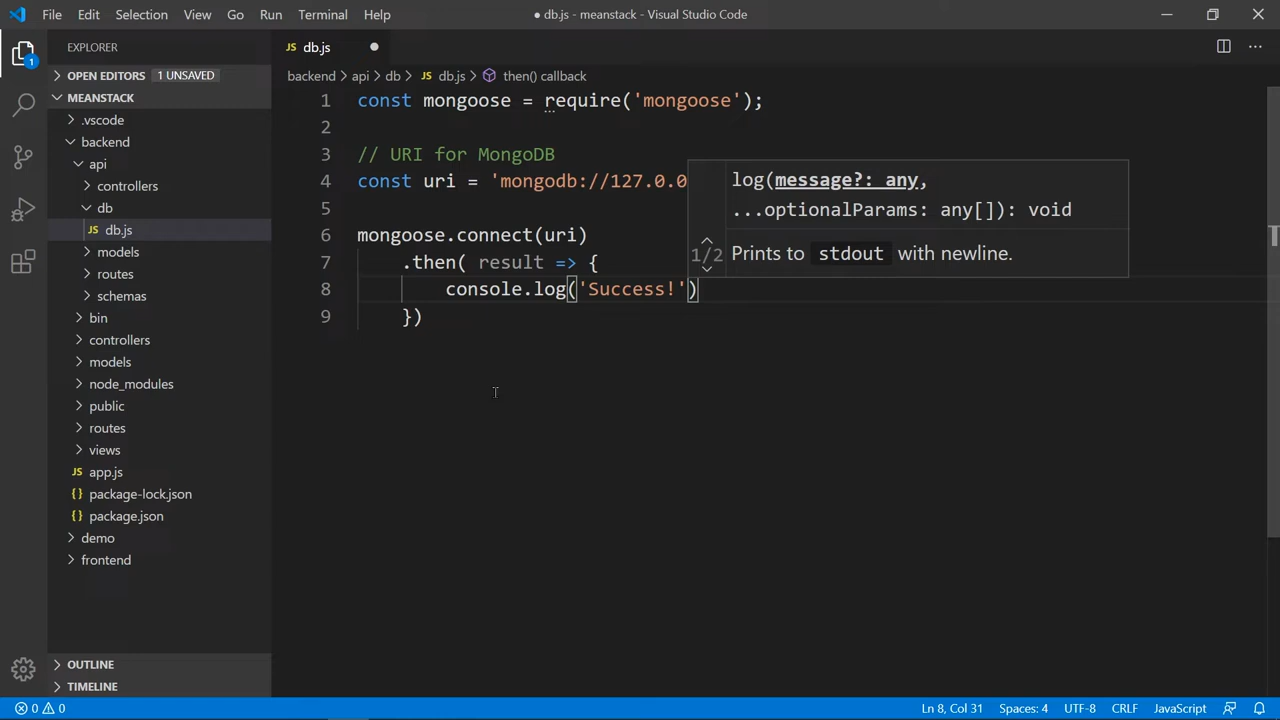 File Edit Selection View Go Run Terminal Help
● db.js - meanstack - Visual Studio Code
EXPLORER
OPEN EDITORS 1 UNSAVED
MEANSTACK
.vscode
backend
api
controllers
db
JS db.js
models
routes
schemas
bin
controllers
models
node_modules
public
routes
views
JS app.js
{} package-lock.json
{} package.json
demo
frontend
OUTLINE
TIMELINE
1
JS db.js ●
backend > api > db > JS db.js > then() callback
1 const mongoose = require('mongoose');
2
3 // URI for MongoDB
4 const uri = 'mongodb://127.0.0
5
6 mongoose.connect(uri)
7 .then( result => {
8 console.log('Success!')
9 })
log(message?: any,
...optionalParams: any[]): void
1/2 Prints to stdout with newline.
0 0 Ln 8, Col 31 Spaces: 4 UTF-8 CRLF JavaScript